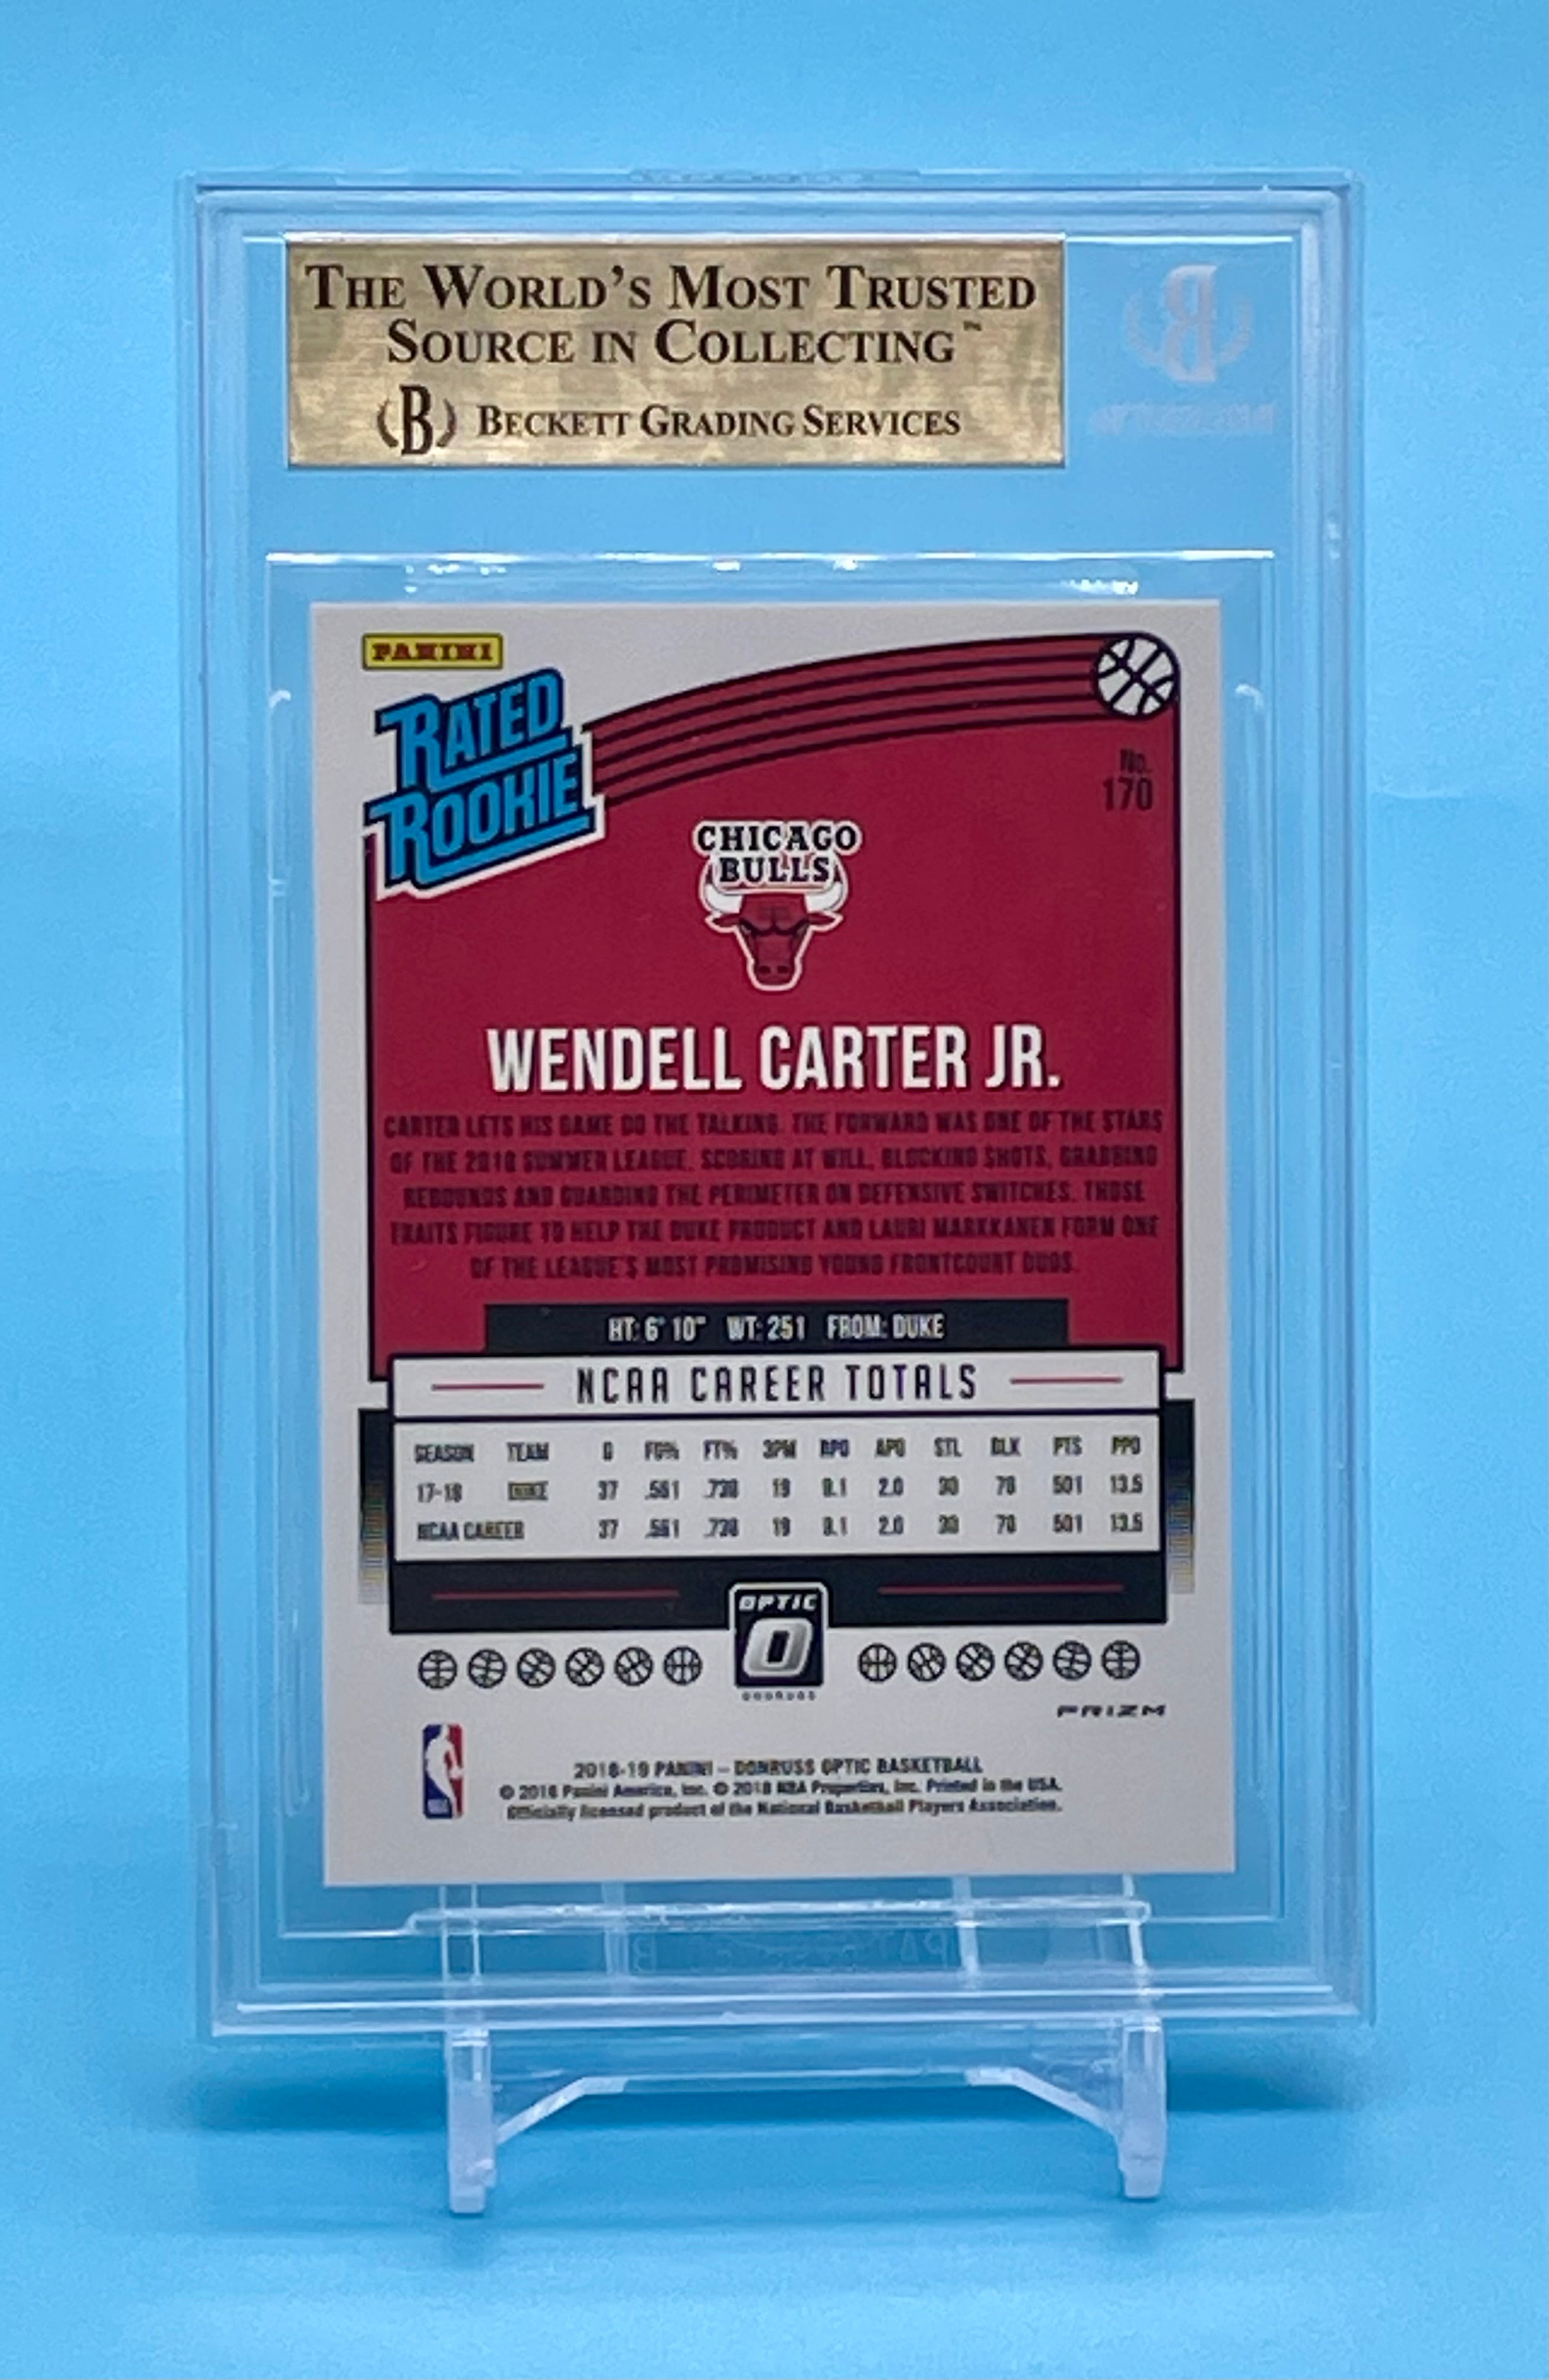 THE WORLD'S MOST TRUSTED
SOURCE IN COLLECTING™
B BECKETT GRADING SERVICES
PANINI
RATED
ROOKIE
No.
170
CHICAGO
BULLS
WENDELL CARTER JR.
CARTER LETS HIS GAME DO THE TALKING. THE FORWARD WAS ONE OF THE STARS
OF THE 2018 SUMMER LEAGUE, SCORING AT WILL, BLOCKING SHOTS, GRABBING
REBOUNDS AND GUARDING THE PERIMETER ON DEFENSIVE SWITCHES. THOSE
TRAITS FIGURE TO HELP THE DUKE PRODUCT AND LAURI MARKKANEN FORM ONE
OF THE LEAGUE'S MOST PROMISING YOUNG FRONTCOURT DUOS.
HT: 6' 10" WT: 251 FROM: DUKE
NCAA CAREER TOTALS
SEASON TEAM G FG% FT% 3PM RPG APG STL BLK PTS PPG
17-18 DUKE 37 .561 .738 19 9.1 2.0 30 76 501 13.5
NCAA CAREER 37 .561 .738 19 9.1 2.0 30 76 501 13.5
OPTIC
O
DONRUSS
PRIZM
NBA
2018-19 PANINI – DONRUSS OPTIC BASKETBALL
© 2018 Panini America, Inc. © 2018 NBA Properties, Inc. Printed in the USA.
Officially licensed product of the National Basketball Players Association.